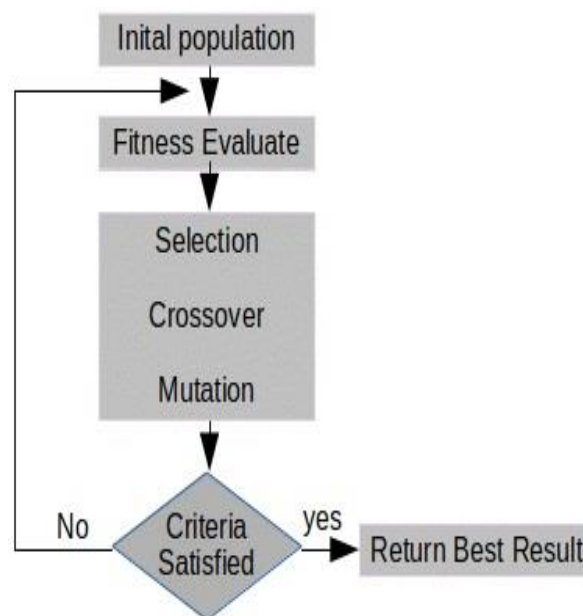 Inital population
Fitness Evaluate
Selection
Crossover
Mutation
No
Criteria
Satisfied
yes
Return Best Result